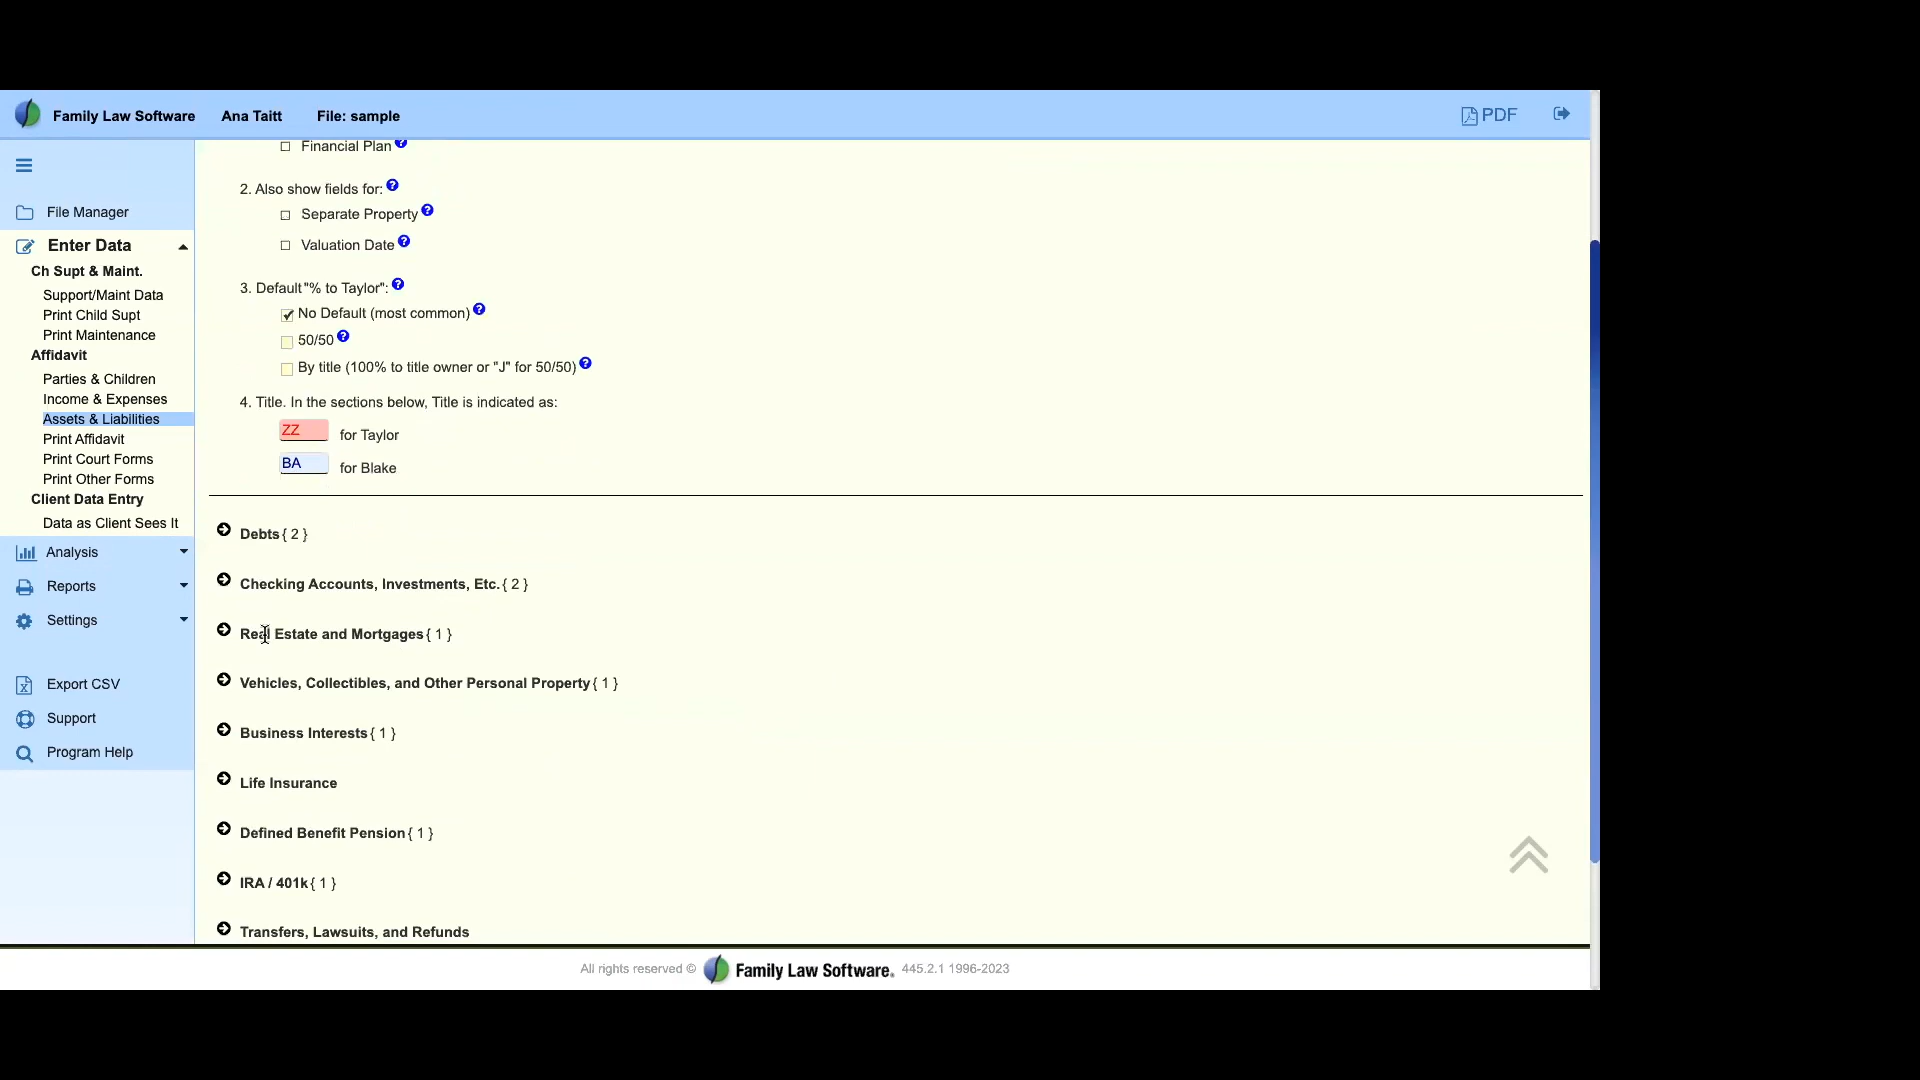 Family Law Software Ana Taitt File: sample PDF
File Manager
Enter Data
Ch Supt & Maint.
Support/Maint Data
Print Child Supt
Print Maintenance
Affidavit
Parties & Children
Income & Expenses
Assets & Liabilities
Print Affidavit
Print Court Forms
Print Other Forms
Client Data Entry
Data as Client Sees It
Analysis
Reports
Settings
Export CSV
Support
Program Help
Financial Plan ?
2. Also show fields for: ?
Separate Property ?
Valuation Date ?
3. Default "% to Taylor": ?
No Default (most common) ?
50/50 ?
By title (100% to title owner or "J" for 50/50) ?
4. Title. In the sections below, Title is indicated as:
ZZ for Taylor
BA for Blake
Debts { 2 }
Checking Accounts, Investments, Etc. { 2 }
Real Estate and Mortgages { 1 }
Vehicles, Collectibles, and Other Personal Property { 1 }
Business Interests { 1 }
Life Insurance
Defined Benefit Pension { 1 }
IRA / 401k { 1 }
Transfers, Lawsuits, and Refunds
All rights reserved © Family Law Software. 445.2.1 1996-2023